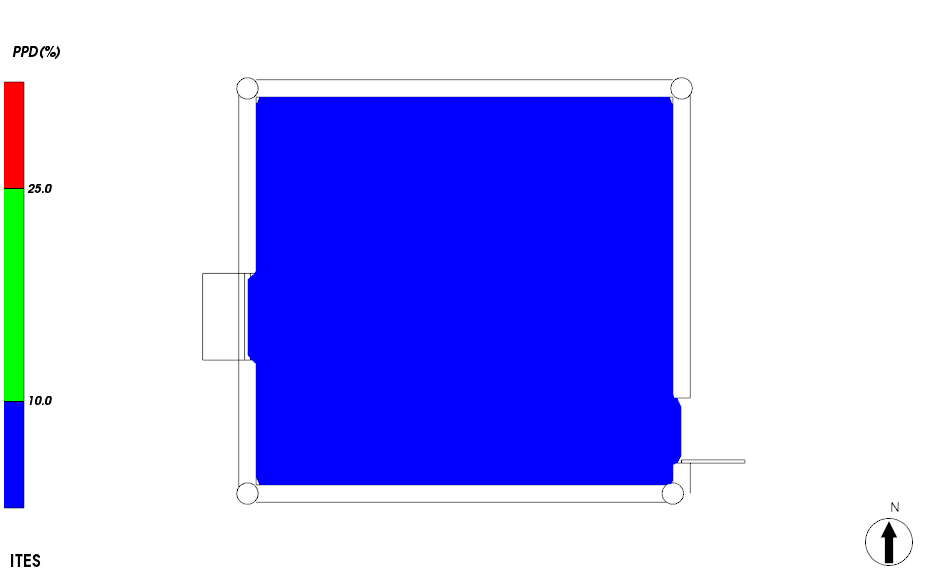 PPD(%)
25.0
10.0
N
ITES